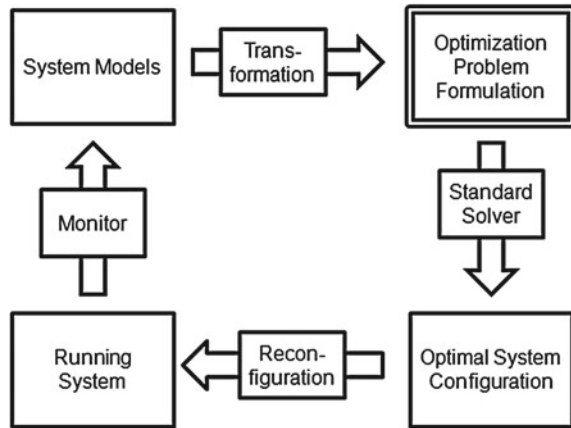 System Models
Trans-
formation
Optimization
Problem
Formulation
Monitor
Standard
Solver
Running
System
Recon-
figuration
Optimal System
Configuration